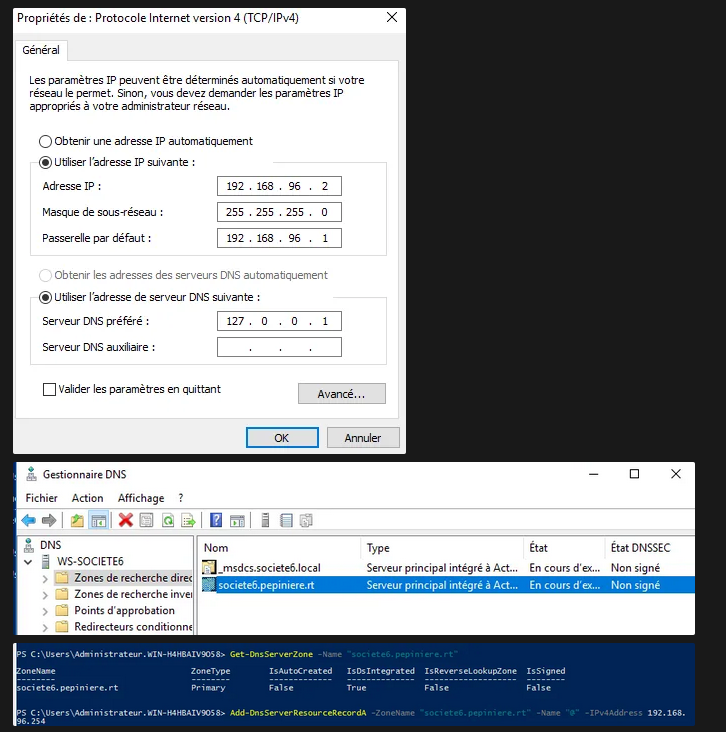 Propriétés de : Protocole Internet version 4 (TCP/IPv4)
Général
Les paramètres IP peuvent être déterminés automatiquement si votre
réseau le permet. Sinon, vous devez demander les paramètres IP
appropriés à votre administrateur réseau.
Obtenir une adresse IP automatiquement
Utiliser l'adresse IP suivante :
Adresse IP : 192 . 168 . 96 . 2
Masque de sous-réseau : 255 . 255 . 255 . 0
Passerelle par défaut : 192 . 168 . 96 . 1
Obtenir les adresses des serveurs DNS automatiquement
Utiliser l'adresse de serveur DNS suivante :
Serveur DNS préféré : 127 . 0 . 0 . 1
Serveur DNS auxiliaire : . . .
Valider les paramètres en quittant
Avancé...
OK Annuler
Gestionnaire DNS
Fichier Action Affichage ?
DNS
WS-SOCIETE6
Zones de recherche direc
Zones de recherche inver
Points d'approbation
Redirecteurs conditionne
Nom Type État État DNSSEC
_msdcs.societe6.local Serveur principal intégré à Act... En cours d'ex... Non signé
societe6.pepiniere.rt Serveur principal intégré à Act... En cours d'ex... Non signé
PS C:\Users\Administrateur.WIN-H4HBAIV9O58> Get-DnsServerZone -Name "societe6.pepiniere.rt"
ZoneName ZoneType IsAutoCreated IsDsIntegrated IsReverseLookupZone IsSigned
-------- -------- ------------- -------------- ------------------- --------
societe6.pepiniere.rt Primary False True False False
PS C:\Users\Administrateur.WIN-H4HBAIV9O58> Add-DnsServerResourceRecordA -ZoneName "societe6.pepiniere.rt" -Name "@" -IPv4Address 192.168.
96.254